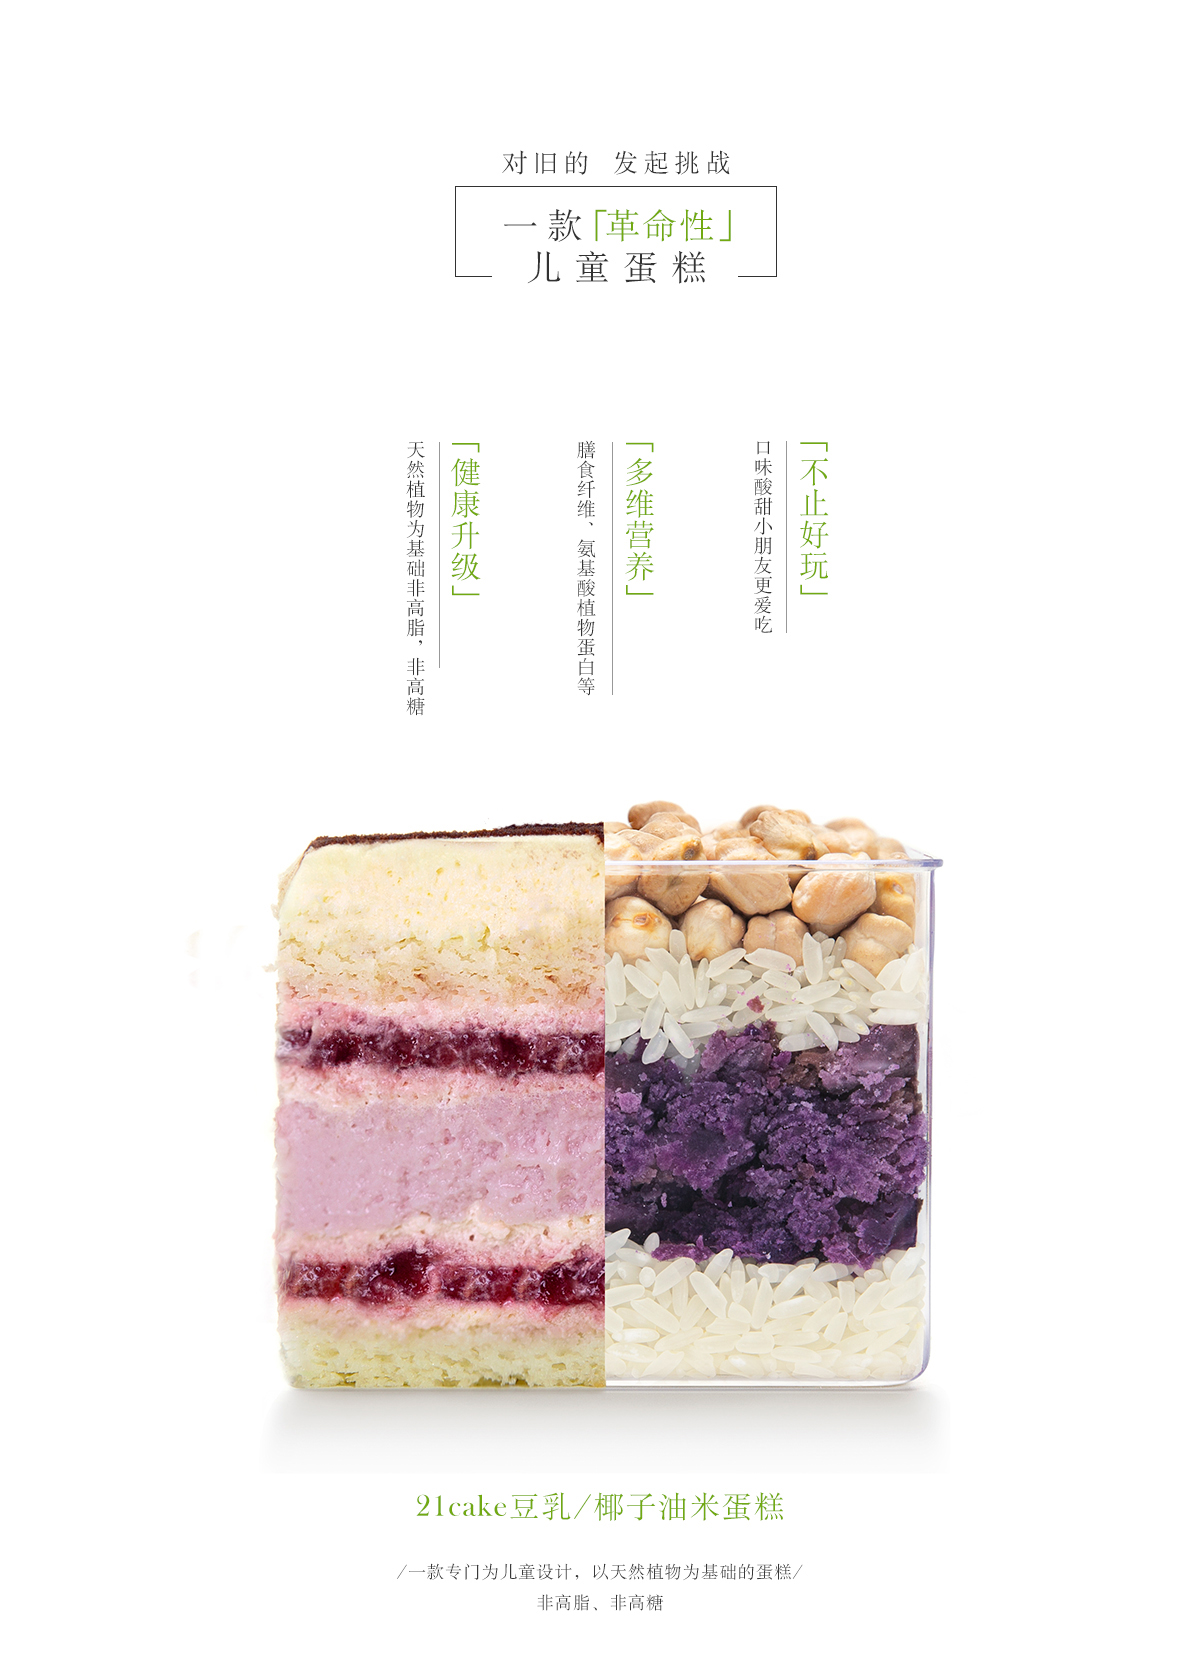 对旧的 发起挑战
一款「革命性」
儿童蛋糕
「不止好玩」
口味酸甜小朋友更爱吃
「多维营养」
膳食纤维、氨基酸植物蛋白等
「健康升级」
天然植物为基础非高脂，非高糖
21cake豆乳/椰子油米蛋糕
/一款专门为儿童设计，以天然植物为基础的蛋糕/
非高脂、非高糖